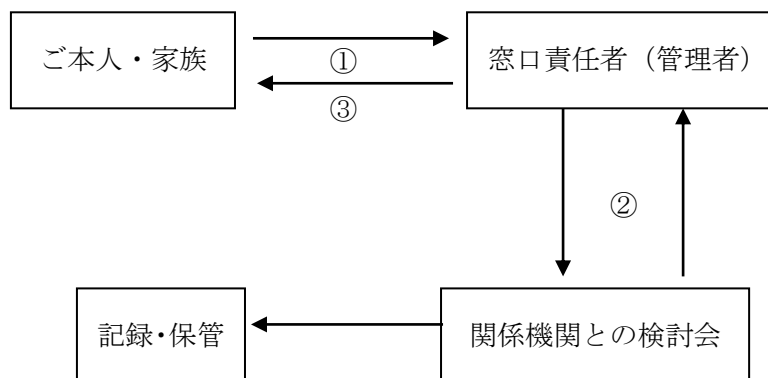 ご本人・家族
①
窓口責任者（管理者）
③
②
記録・保管
関係機関との検討会